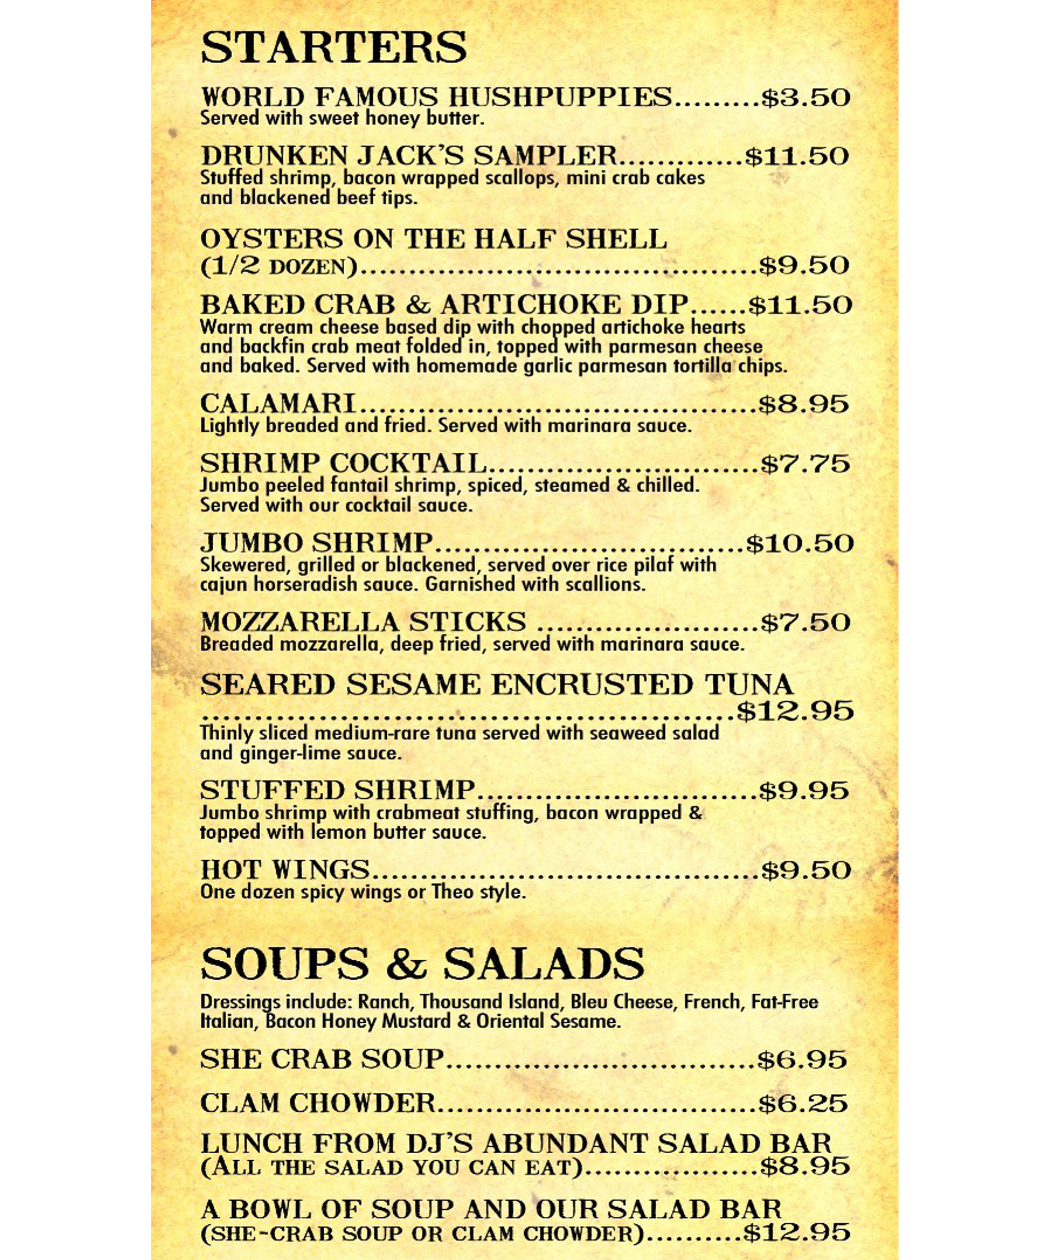 STARTERS
WORLD FAMOUS HUSHPUPPIES.........$3.50
Served with sweet honey butter.
DRUNKEN JACK'S SAMPLER.............$11.50
Stuffed shrimp, bacon wrapped scallops, mini crab cakes
and blackened beef tips.
OYSTERS ON THE HALF SHELL
(1/2 DOZEN).........................................$9.50
BAKED CRAB & ARTICHOKE DIP......$11.50
Warm cream cheese based dip with chopped artichoke hearts
and backfin crab meat folded in, topped with parmesan cheese
and baked. Served with homemade garlic parmesan tortilla chips.
CALAMARI.........................................$8.95
Lightly breaded and fried. Served with marinara sauce.
SHRIMP COCKTAIL............................$7.75
Jumbo peeled fantail shrimp, spiced, steamed & chilled.
Served with our cocktail sauce.
JUMBO SHRIMP................................$10.50
Skewered, grilled or blackened, served over rice pilaf with
cajun horseradish sauce. Garnished with scallions.
MOZZARELLA STICKS .......................$7.50
Breaded mozzarella, deep fried, served with marinara sauce.
SEARED SESAME ENCRUSTED TUNA
.......................................................$12.95
Thinly sliced medium-rare tuna served with seaweed salad
and ginger-lime sauce.
STUFFED SHRIMP.............................$9.95
Jumbo shrimp with crabmeat stuffing, bacon wrapped &
topped with lemon butter sauce.
HOT WINGS........................................$9.50
One dozen spicy wings or Theo style.
SOUPS & SALADS
Dressings include: Ranch, Thousand Island, Bleu Cheese, French, Fat-Free
Italian, Bacon Honey Mustard & Oriental Sesame.
SHE CRAB SOUP................................$6.95
CLAM CHOWDER.................................$6.25
LUNCH FROM DJ'S ABUNDANT SALAD BAR
(ALL THE SALAD YOU CAN EAT)..................$8.95
A BOWL OF SOUP AND OUR SALAD BAR
(SHE-CRAB SOUP OR CLAM CHOWDER)..........$12.95